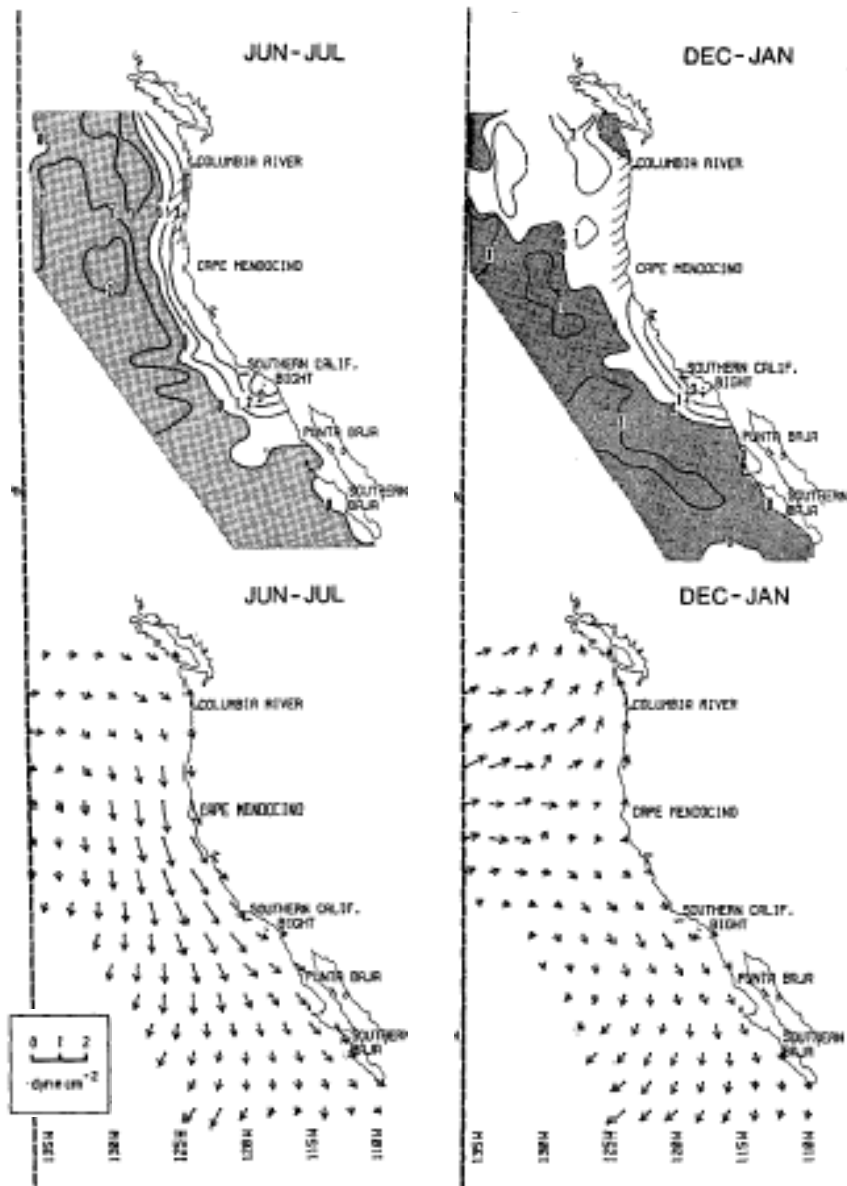 JUN-JUL
COLUMBIA RIVER
CAPE MENDOCINO
SOUTHERN CALIF.
BIGHT
PUNTA BAJA
SOUTHERN
BAJA
DEC-JAN
COLUMBIA RIVER
CAPE MENDOCINO
SOUTHERN CALIF.
BIGHT
PUNTA BAJA
SOUTHERN
BAJA
JUN-JUL
COLUMBIA RIVER
CAPE MENDOCINO
SOUTHERN CALIF.
BIGHT
PUNTA BAJA
SOUTHERN
BAJA
0 1 2
dyne cm⁻²
135W 130W 125W 120W 115W 110W
DEC-JAN
COLUMBIA RIVER
CAPE MENDOCINO
SOUTHERN CALIF.
BIGHT
PUNTA BAJA
SOUTHERN
BAJA
135W 130W 125W 120W 115W 110W